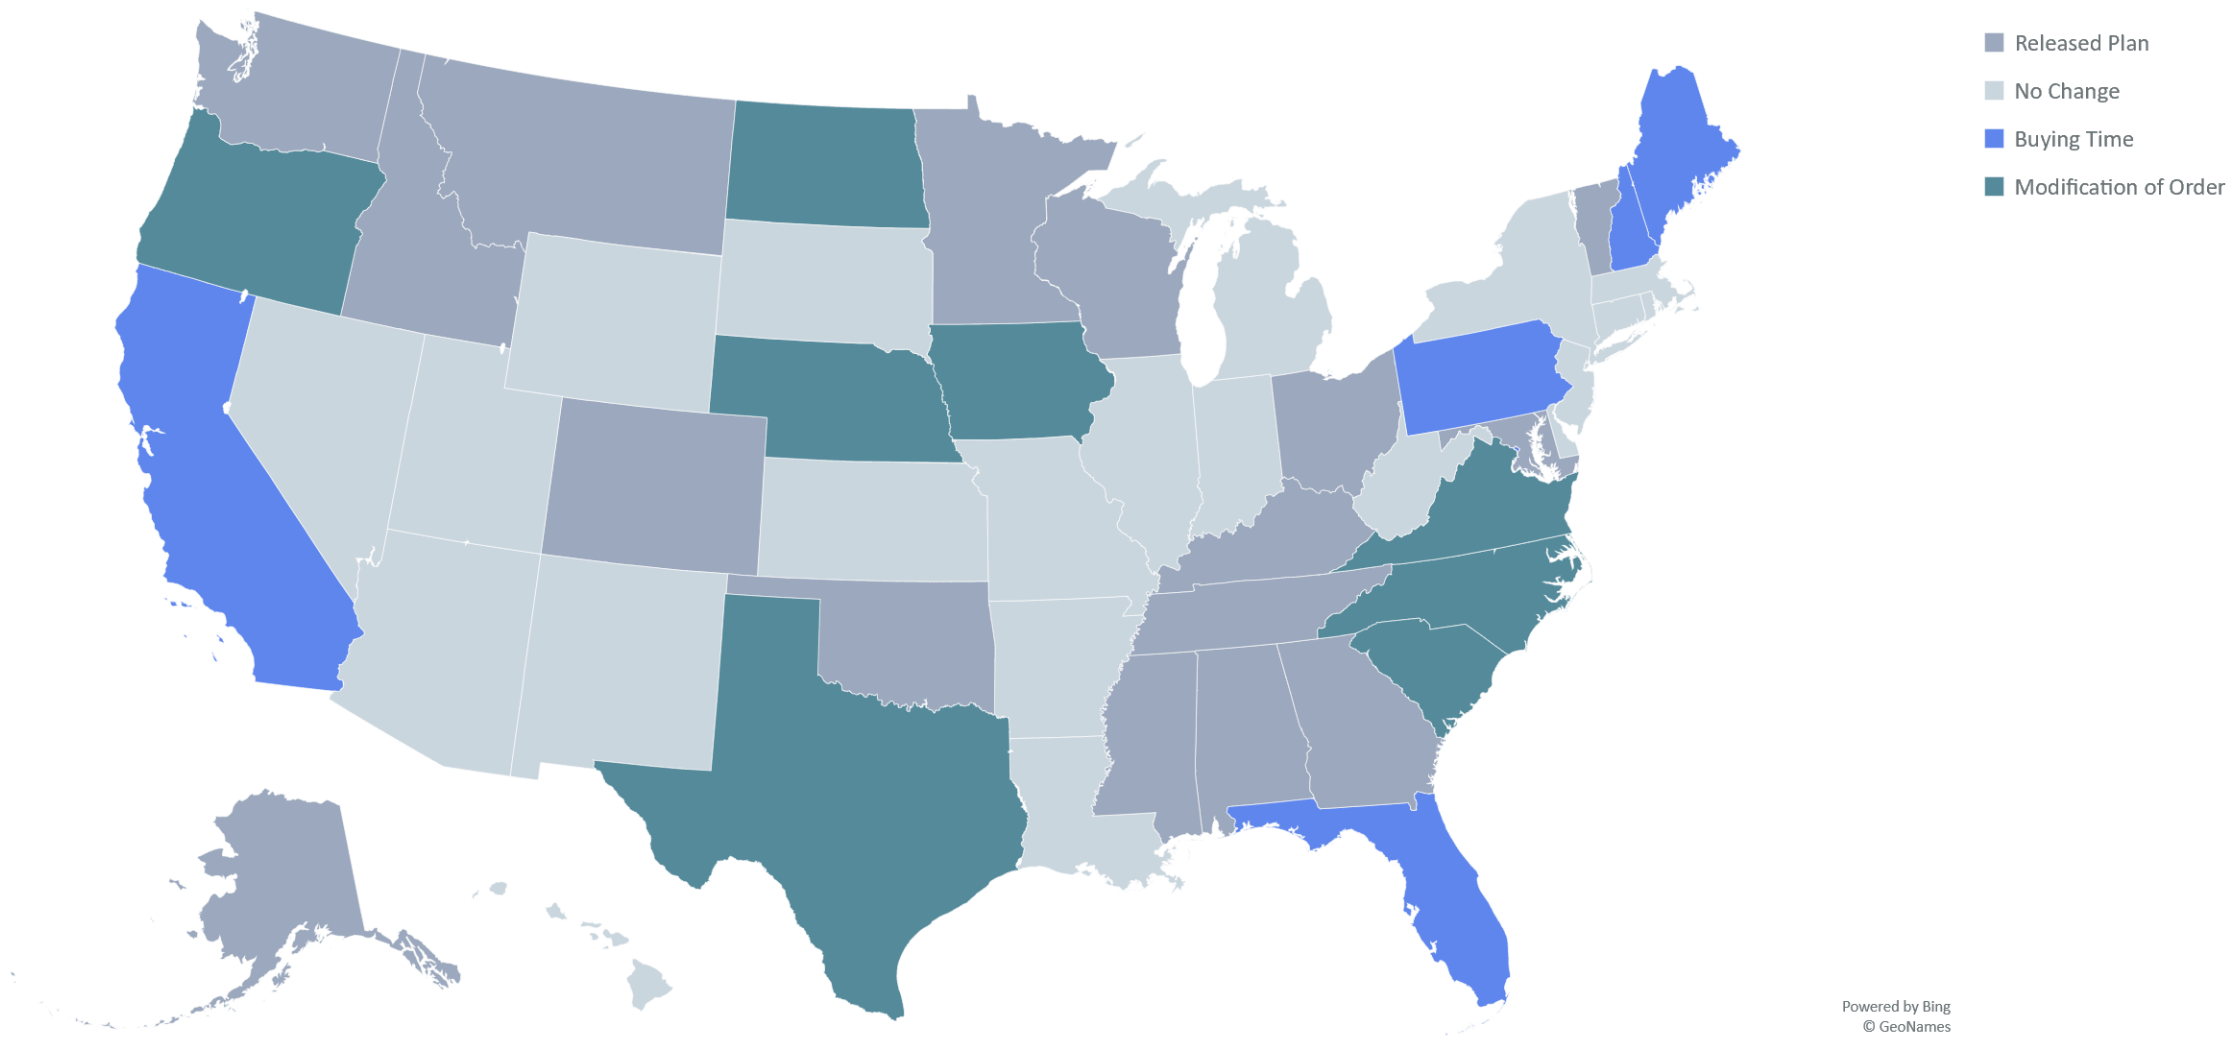 Released Plan
No Change
Buying Time
Modification of Order
Powered by Bing
© GeoNames